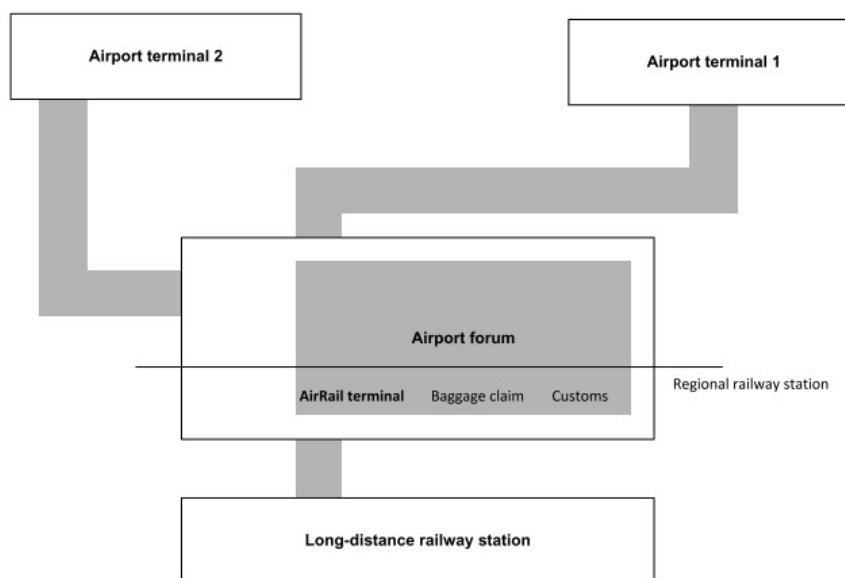 Airport terminal 2
Airport terminal 1
Airport forum
Regional railway station
AirRail terminal
Baggage claim
Customs
Long-distance railway station